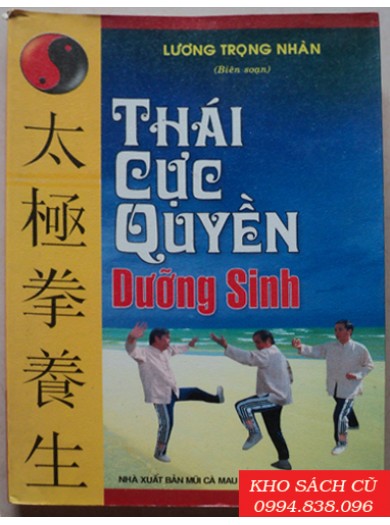 LƯƠNG TRỌNG NHÀN
(Biên soạn)
THÁI
CỰC
QUYỀN
Dưỡng Sinh
太極拳養生
NHÀ XUẤT BẢN MŨI CÀ MAU
KHO SÁCH CŨ
0994.838.096